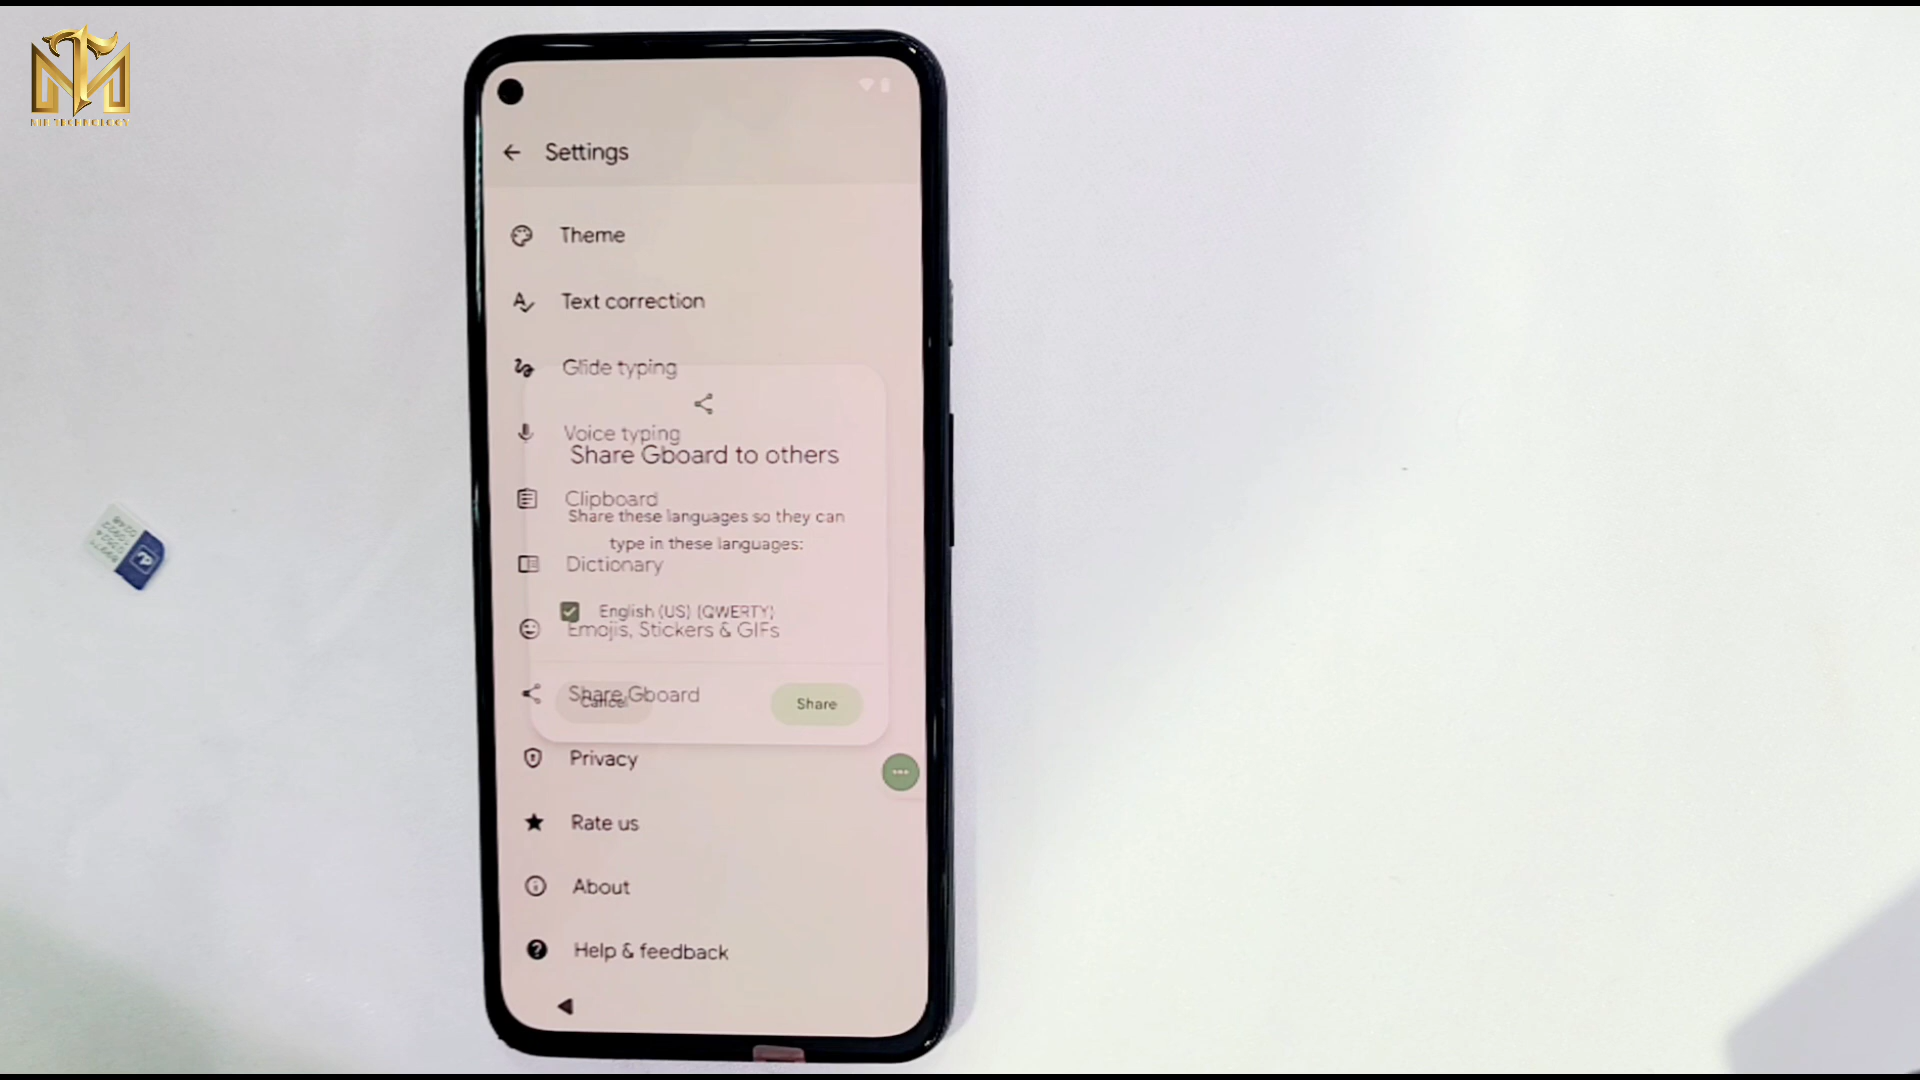 Settings
Theme
Text correction
Glide typing
Voice typing
Share Gboard to others
Clipboard
Share these languages so they can
type in these languages:
Dictionary
English (US) (QWERTY)
Emojis, Stickers & GIFs
Share Gboard
Cancel
Share
Privacy
Rate us
About
Help & feedback